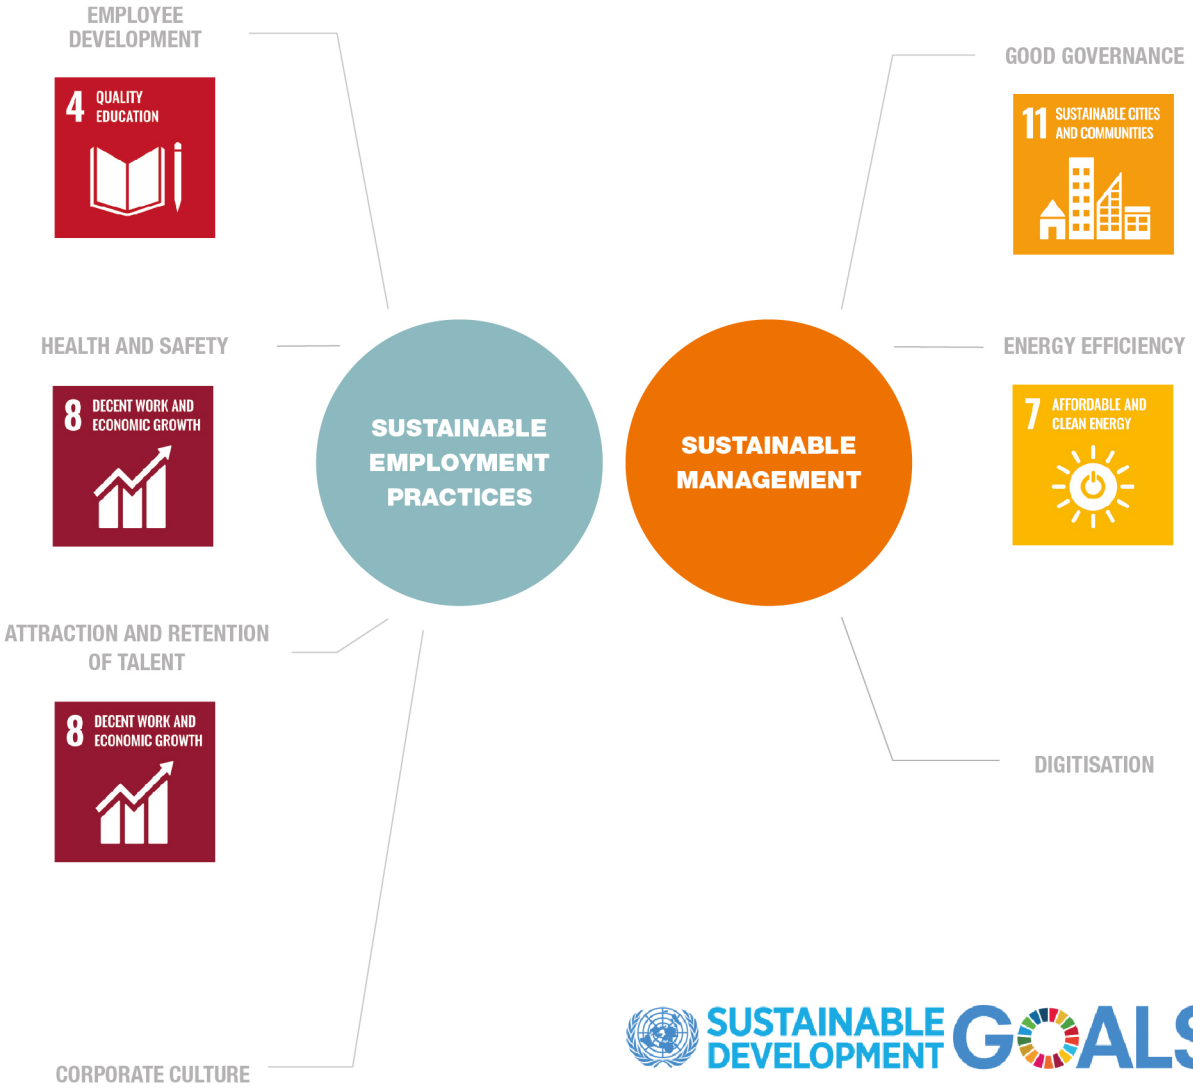 EMPLOYEE
DEVELOPMENT
4 QUALITY
EDUCATION
HEALTH AND SAFETY
8 DECENT WORK AND
ECONOMIC GROWTH
ATTRACTION AND RETENTION
OF TALENT
8 DECENT WORK AND
ECONOMIC GROWTH
CORPORATE CULTURE
SUSTAINABLE
EMPLOYMENT
PRACTICES
SUSTAINABLE
MANAGEMENT
GOOD GOVERNANCE
11 SUSTAINABLE CITIES
AND COMMUNITIES
ENERGY EFFICIENCY
7 AFFORDABLE AND
CLEAN ENERGY
DIGITISATION
SUSTAINABLE
DEVELOPMENT
GOALS